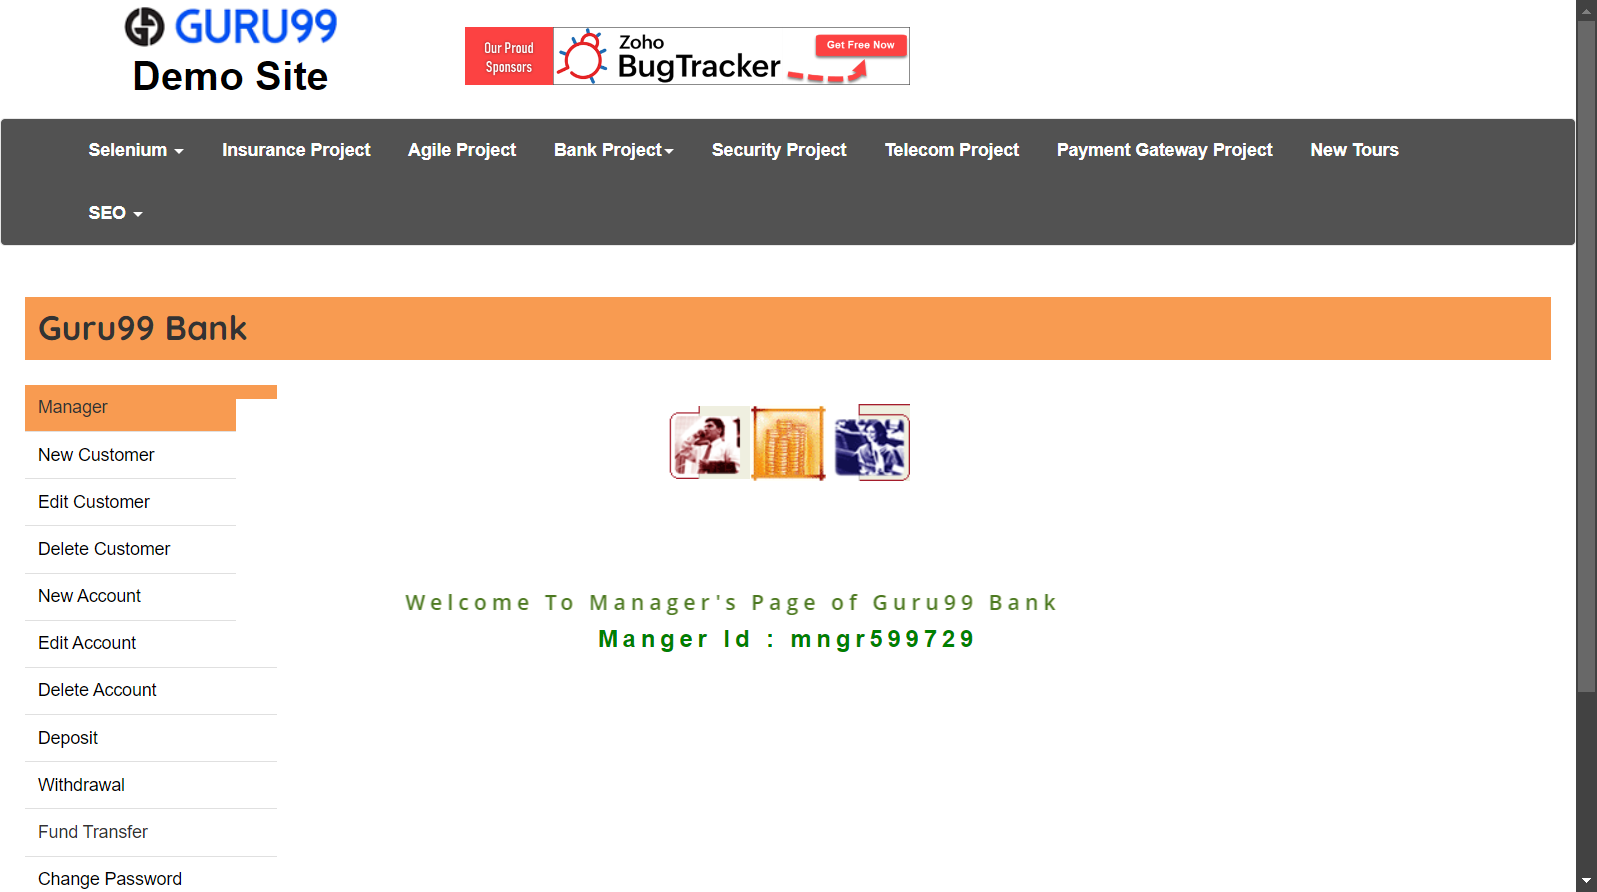 GURU99
Demo Site
Our Proud
Sponsors
Zoho
BugTracker
Get Free Now
Selenium
Insurance Project
Agile Project
Bank Project
Security Project
Telecom Project
Payment Gateway Project
New Tours
SEO
Guru99 Bank
Manager
New Customer
Edit Customer
Delete Customer
New Account
Edit Account
Delete Account
Deposit
Withdrawal
Fund Transfer
Change Password
Welcome To Manager's Page of Guru99 Bank
Manger Id : mngr599729